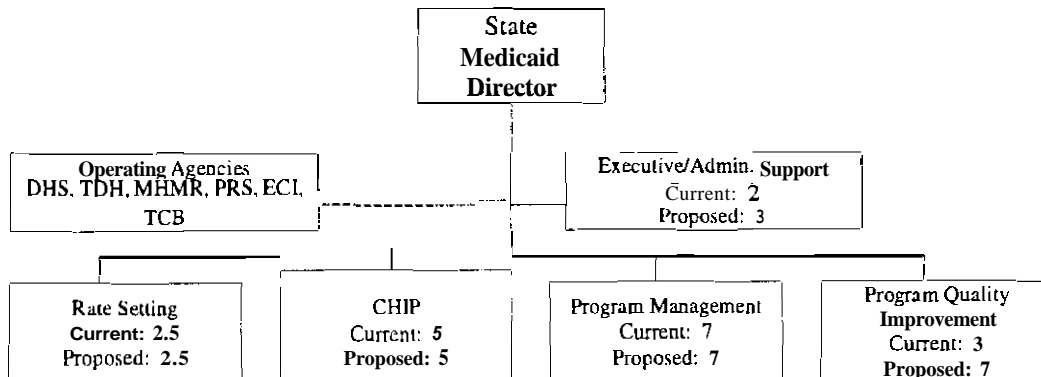 State
Medicaid
Director
Operating Agencies
DHS, TDH, MHMR, PRS, ECI,
TCB
Executive/Admin. Support
Current: 2
Proposed: 3
Rate Setting
Current: 2.5
Proposed: 2.5
CHIP
Current: 5
Proposed: 5
Program Management
Current: 7
Proposed: 7
Program Quality
Improvement
Current: 3
Proposed: 7